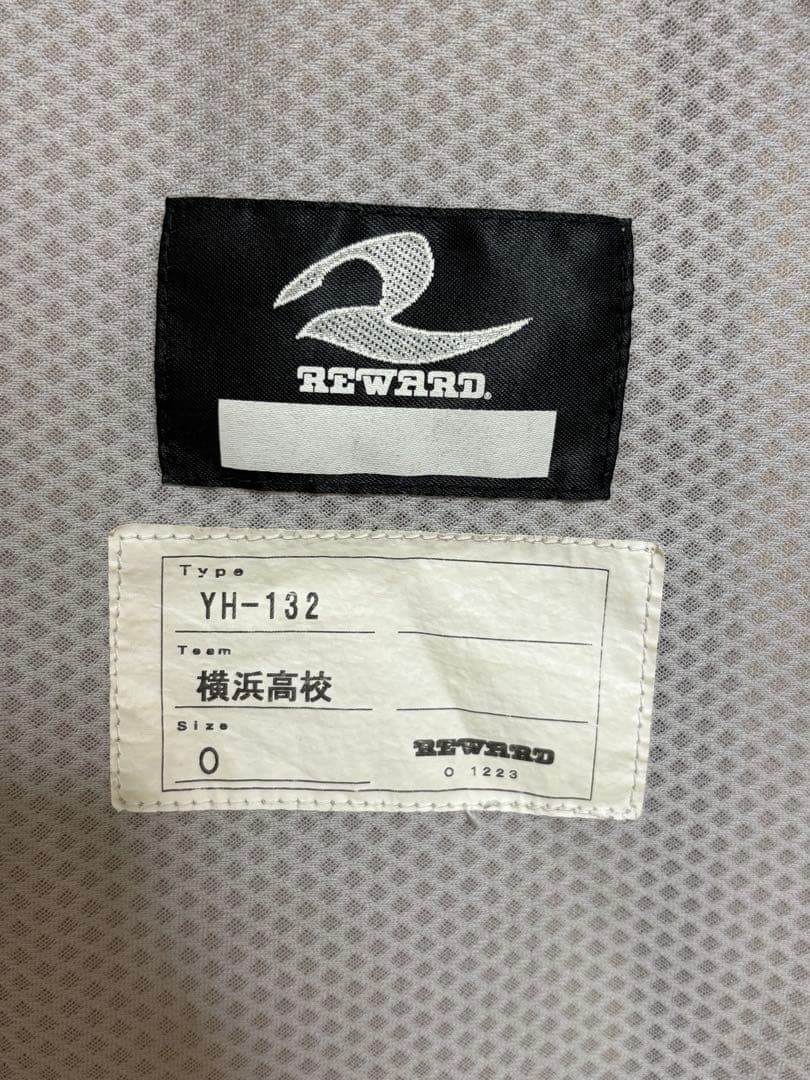 REWARD.
Type
YH-132
Team
横浜高校
Size
O
REWARD
O 1223